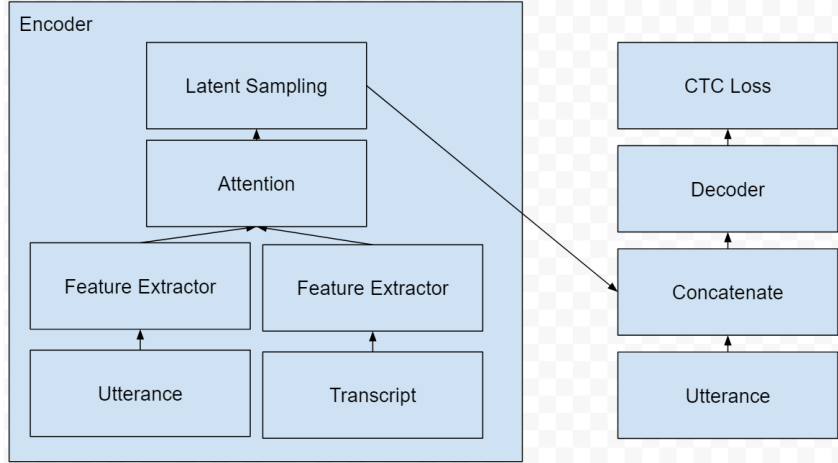 Encoder
Latent Sampling
Attention
Feature Extractor
Feature Extractor
Utterance
Transcript
CTC Loss
Decoder
Concatenate
Utterance